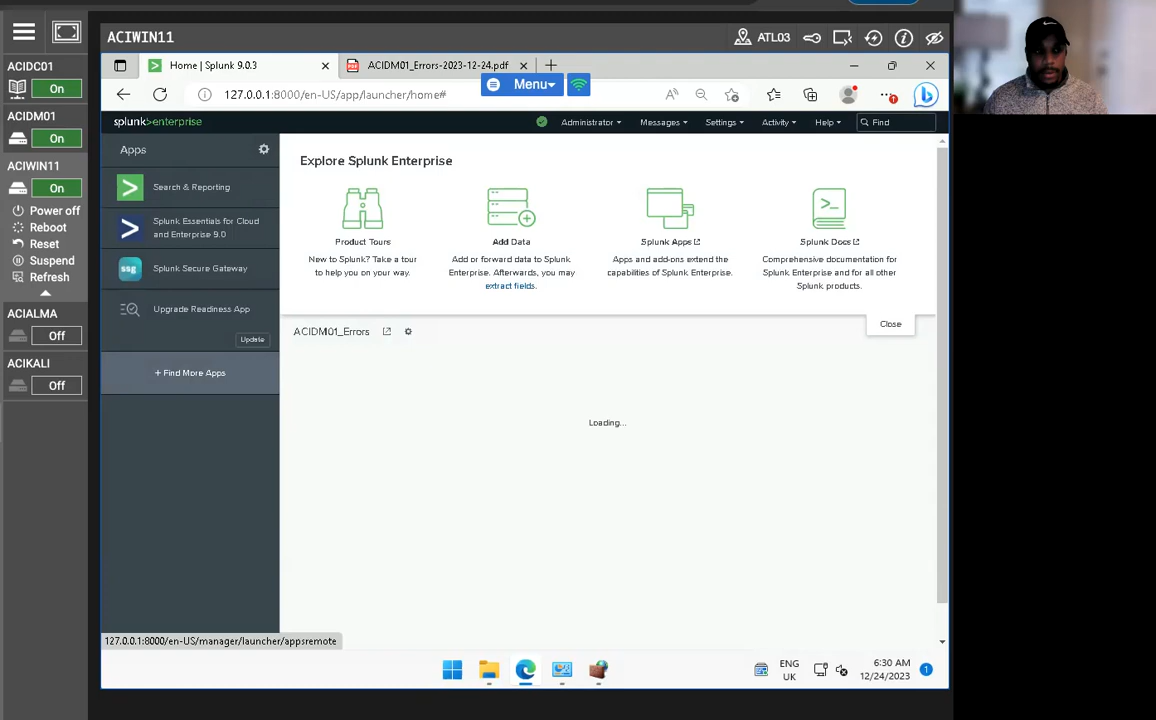 ACIWIN11
ATL03
ACIDC01
On
ACIDM01
On
ACIWIN11
On
Power off
Reboot
Reset
Suspend
Refresh
ACIALMA
Off
ACIKALI
Off
Home | Splunk 9.0.3
ACIDM01_Errors-2023-12-24.pdf
Menu
127.0.0.1:8000/en-US/app/launcher/home#
splunk>enterprise
Administrator
Messages
Settings
Activity
Help
Find
Apps
Search & Reporting
Splunk Essentials for Cloud
and Enterprise 9.0
ssg
Splunk Secure Gateway
Upgrade Readiness App
Update
+ Find More Apps
Explore Splunk Enterprise
Product Tours
New to Splunk? Take a tour
to help you on your way.
Add Data
Add or forward data to Splunk
Enterprise. Afterwards, you may
extract fields.
Splunk Apps
Apps and add-ons extend the
capabilities of Splunk Enterprise.
Splunk Docs
Comprehensive documentation for
Splunk Enterprise and for all other
Splunk products.
Close
ACIDM01_Errors
Loading...
127.0.0.1:8000/en-US/manager/launcher/appsremote
ENG
UK
6:30 AM
12/24/2023
1